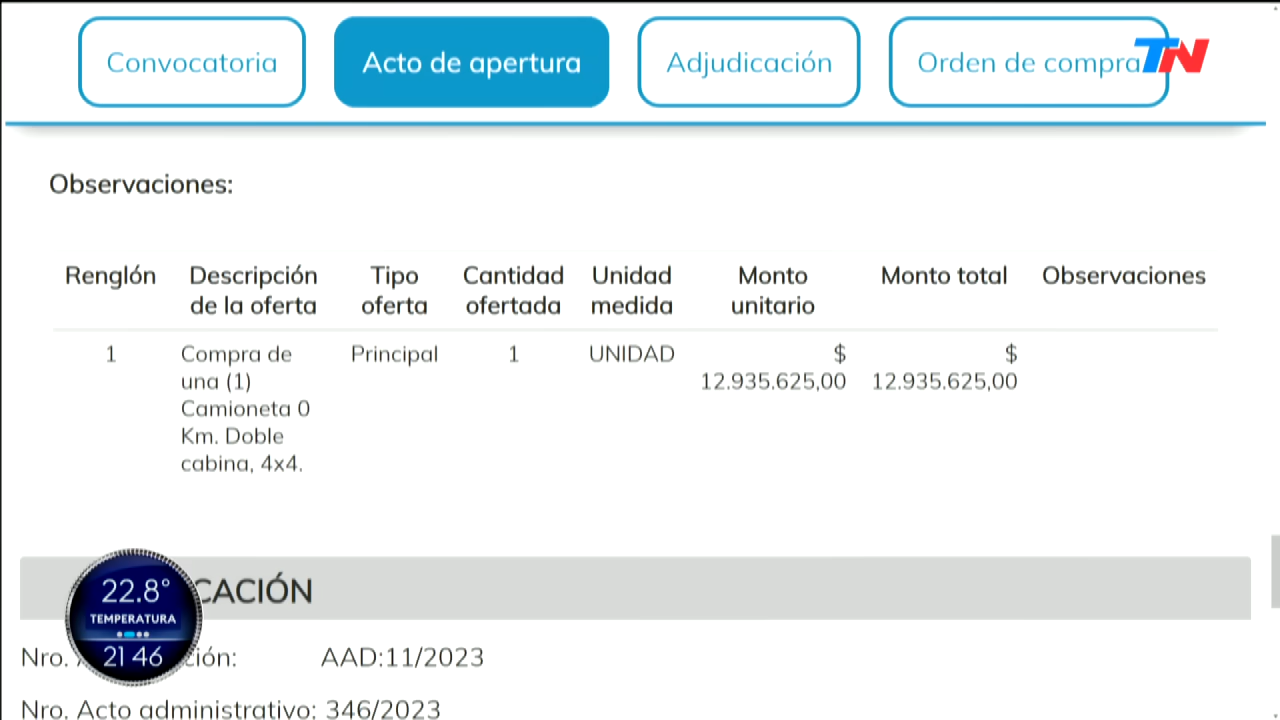 Convocatoria
Acto de apertura
Adjudicación
Orden de compra
TN
Observaciones:
Renglón Descripción de la oferta Tipo oferta Cantidad ofertada Unidad medida Monto unitario Monto total Observaciones
1 Compra de una (1) Camioneta 0 Km. Doble cabina, 4x4. Principal 1 UNIDAD $ 12.935.625,00 $ 12.935.625,00
CACIÓN
22.8°
TEMPERATURA
21 46
Nro. ción: AAD:11/2023
Nro. Acto administrativo: 346/2023